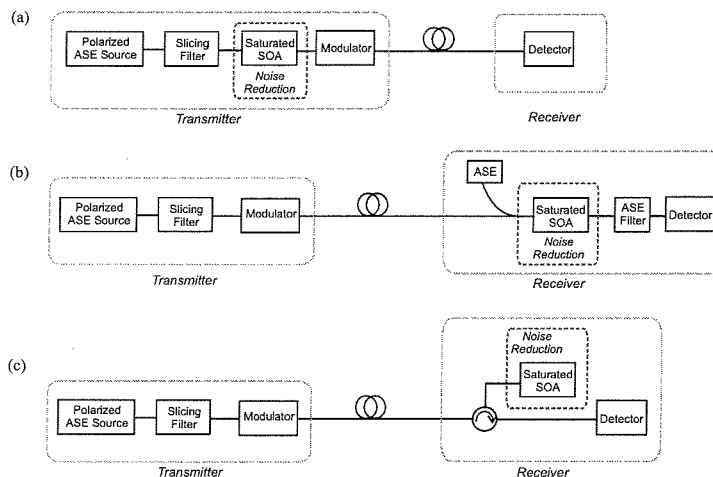 (a)
Polarized
ASE Source
Slicing
Filter
Saturated
SOA
Noise
Reduction
Modulator
Transmitter
Detector
Receiver
(b)
Polarized
ASE Source
Slicing
Filter
Modulator
Transmitter
ASE
Saturated
SOA
Noise
Reduction
ASE
Filter
Detector
Receiver
(c)
Polarized
ASE Source
Slicing
Filter
Modulator
Transmitter
Noise
Reduction
Saturated
SOA
Detector
Receiver